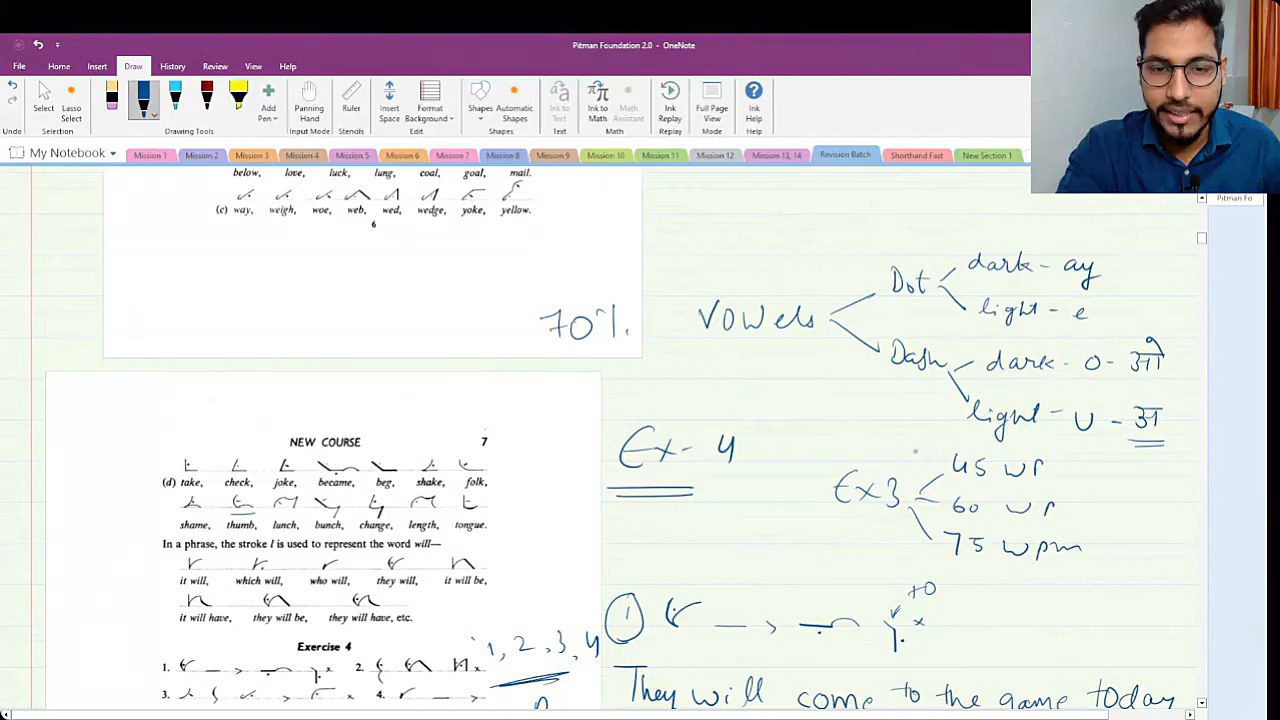 Pitman Foundation 2.0 - OneNote
File Home Insert Draw History Review View Help
Undo
Select
Lasso Select
Selection
Add Pen
Drawing Tools
Panning Hand
Input Mode
Ruler
Stencils
Insert Space
Format Background
Edit
Shapes
Automatic Shapes
Shapes
Ink to Text
Text
Ink to Math
Math Assistant
Math
Ink Replay
Replay
Full Page View
Mode
Ink Help
Help
My Notebook
Mission 1 Mission 2 Mission 3 Mission 4 Mission 5 Mission 6 Mission 7 Mission 8 Mission 9 Mission 10 Mission 11 Mission 12 Mission 13, 14 Revision Batch Shorthand Fast New Section 1
Pitman Fo
below, love, luck, lung, coal, goal, mail.
(c) way, weigh, woe, web, wed, wedge, yoke, yellow.
6
70%.
Vowels
Dot
dark - ay
light - e
Dash
dark - o - ओ
light - u - अ
NEW COURSE 7
(d) take, check, joke, became, beg, shake, folk,
shame, thumb, lunch, bunch, change, length, tongue.
In a phrase, the stroke l is used to represent the word will—
it will, which will, who will, they will, it will be,
it will have, they will be, they will have, etc.
Exercise 4
1. 2.
3. 4.
1, 2, 3, 4
Ex- 4
Ex 3
45 wp
60 wp
75 wpm
1
+0
They will come to the game today